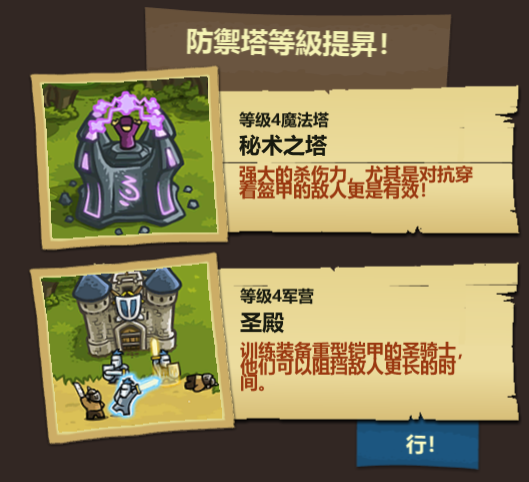 防禦塔等級提昇！
等级4魔法塔
秘术之塔
强大的杀伤力，尤其是对抗穿
着盔甲的敌人更是有效！
等级4军营
圣殿
训练装备重型铠甲的圣骑士，
他们可以阻挡敌人更长的时
间。
行！